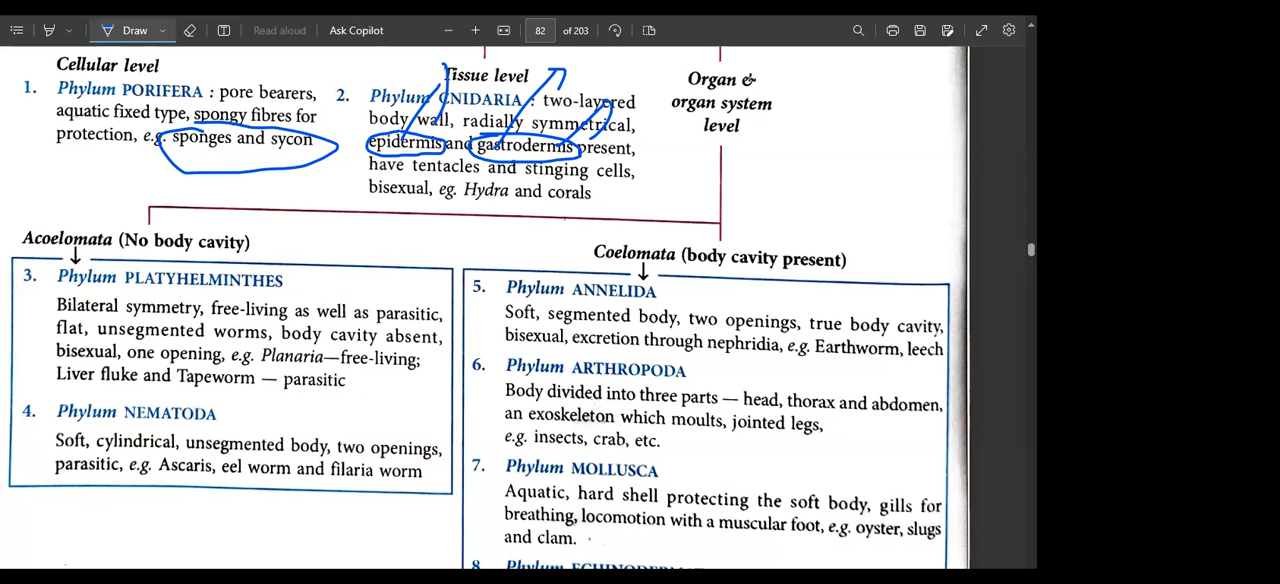 Draw
Read aloud
Ask Copilot
82 of 203
Cellular level
1. Phylum PORIFERA : pore bearers,
aquatic fixed type, spongy fibres for
protection, e.g. sponges and sycon
Tissue level
2. Phylum CNIDARIA : two-layered
body wall, radially symmetrical,
epidermis and gastrodermis present,
have tentacles and stinging cells,
bisexual, eg. Hydra and corals
Organ &
organ system
level
Acoelomata (No body cavity)
3. Phylum PLATYHELMINTHES
Bilateral symmetry, free-living as well as parasitic,
flat, unsegmented worms, body cavity absent,
bisexual, one opening, e.g. Planaria—free-living;
Liver fluke and Tapeworm — parasitic
4. Phylum NEMATODA
Soft, cylindrical, unsegmented body, two openings,
parasitic, e.g. Ascaris, eel worm and filaria worm
Coelomata (body cavity present)
5. Phylum ANNELIDA
Soft, segmented body, two openings, true body cavity,
bisexual, excretion through nephridia, e.g. Earthworm, leech
6. Phylum ARTHROPODA
Body divided into three parts — head, thorax and abdomen,
an exoskeleton which moults, jointed legs,
e.g. insects, crab, etc.
7. Phylum MOLLUSCA
Aquatic, hard shell protecting the soft body, gills for
breathing, locomotion with a muscular foot, e.g. oyster, slugs
and clam.
8. Phylum